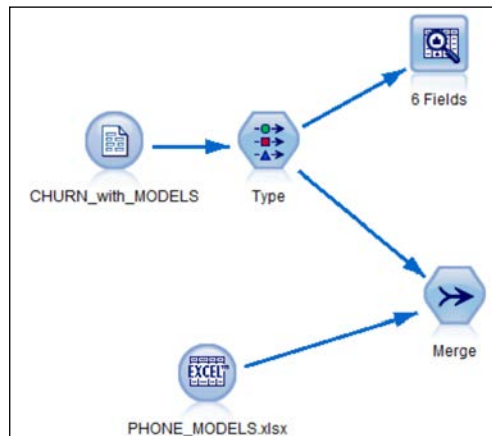 6 Fields
CHURN_with_MODELS
Type
Merge
EXCEL
PHONE_MODELS.xlsx